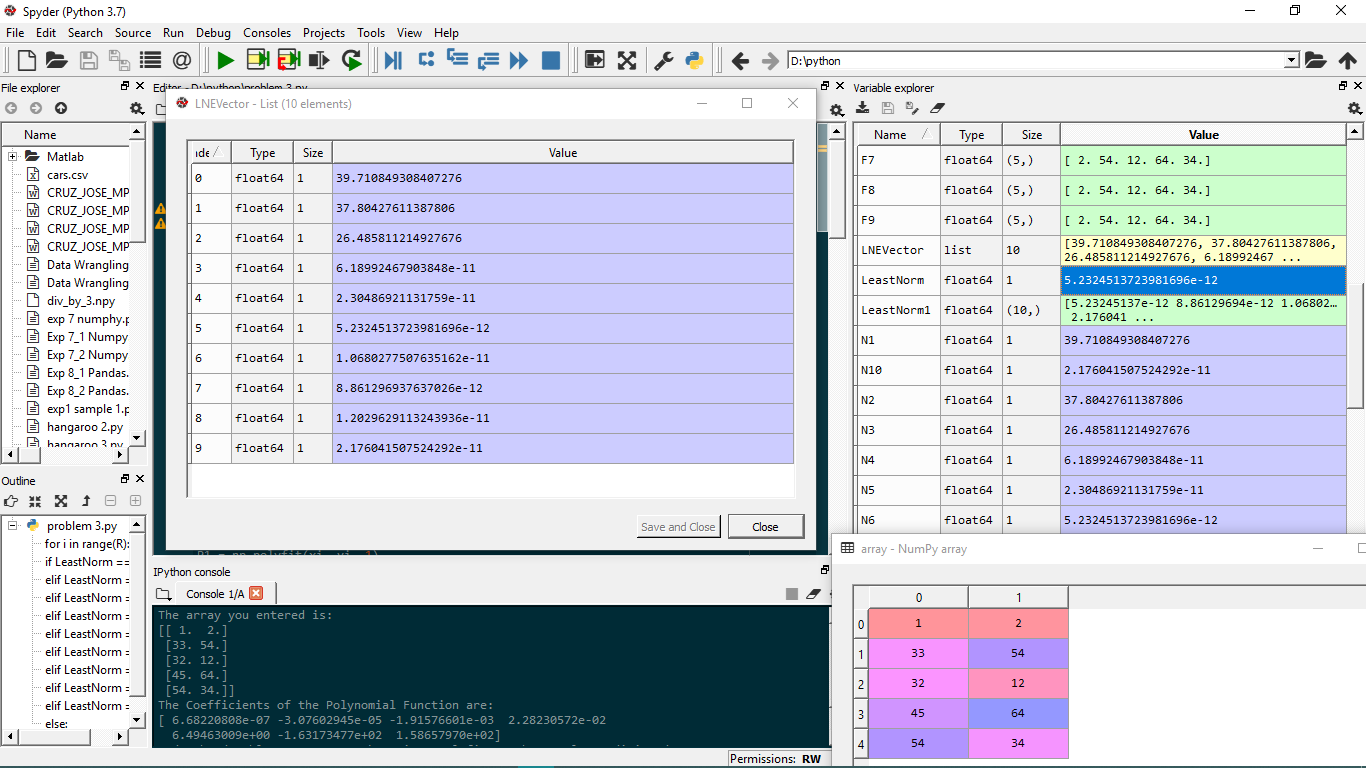 Spyder (Python 3.7)
File Edit Search Source Run Debug Consoles Projects Tools View Help
D:\python
File explorer
Name
Matlab
cars.csv
CRUZ_JOSE_MP
CRUZ_JOSE_MP
CRUZ_JOSE_MP
CRUZ_JOSE_MP
Data Wrangling
Data Wrangling
div_by_3.npy
exp 7 numphy.p
Exp 7_1 Numpy
Exp 7_2 Numpy
Exp 8_1 Pandas.
Exp 8_2 Pandas.
exp1 sample 1.p
hangaroo 2.py
hangaroo 3.py
Outline
problem 3.py
for i in range(R):
if LeastNorm ==
elif LeastNorm =
elif LeastNorm =
elif LeastNorm =
elif LeastNorm =
elif LeastNorm =
elif LeastNorm =
elif LeastNorm =
elif LeastNorm =
else:
Editor - D:\python\problem 3.py
LNEVector - List (10 elements)
ide Type Size Value
0 float64 1 39.710849308407276
1 float64 1 37.80427611387806
2 float64 1 26.485811214927676
3 float64 1 6.18992467903848e-11
4 float64 1 2.30486921131759e-11
5 float64 1 5.2324513723981696e-12
6 float64 1 1.0680277507635162e-11
7 float64 1 8.861296937637026e-12
8 float64 1 1.2029629113243936e-11
9 float64 1 2.176041507524292e-11
Save and Close Close
P1 = np.polyfit(xi, yi, 1)
IPython console
Console 1/A
The array you entered is:
[[ 1. 2.]
[33. 54.]
[32. 12.]
[45. 64.]
[54. 34.]]
The Coefficients of the Polynomial Function are:
[ 6.68220808e-07 -3.07602945e-05 -1.91576601e-03 2.28230572e-02
6.49463009e+00 -1.63173477e+02 1.58657970e+02]
Variable explorer
Name Type Size Value
F7 float64 (5,) [ 2. 54. 12. 64. 34.]
F8 float64 (5,) [ 2. 54. 12. 64. 34.]
F9 float64 (5,) [ 2. 54. 12. 64. 34.]
LNEVector list 10 [39.710849308407276, 37.80427611387806,
26.485811214927676, 6.18992467 ...
LeastNorm float64 1 5.2324513723981696e-12
LeastNorm1 float64 (10,) [5.23245137e-12 8.86129694e-12 1.06802…
2.176041 ...
N1 float64 1 39.710849308407276
N10 float64 1 2.176041507524292e-11
N2 float64 1 37.80427611387806
N3 float64 1 26.485811214927676
N4 float64 1 6.18992467903848e-11
N5 float64 1 2.30486921131759e-11
N6 float64 1 5.2324513723981696e-12
array - NumPy array
0 1
0 1 2
1 33 54
2 32 12
3 45 64
4 54 34
Permissions: RW